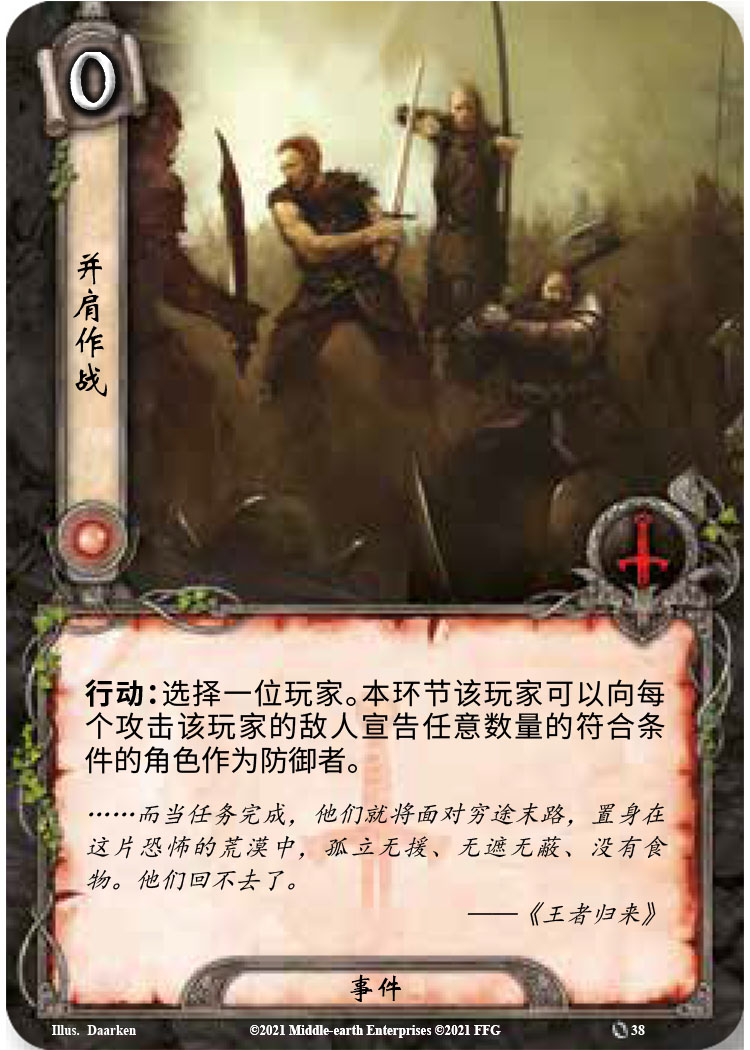 0
并肩作战
行动：选择一位玩家。本环节该玩家可以向每
个攻击该玩家的敌人宣告任意数量的符合条
件的角色作为防御者。
……而当任务完成，他们就将面对穷途末路，置身在
这片恐怖的荒漠中，孤立无援、无遮无蔽、没有食
物。他们回不去了。
——《王者归来》
事件
Illus. Daarken
©2021 Middle-earth Enterprises ©2021 FFG
38